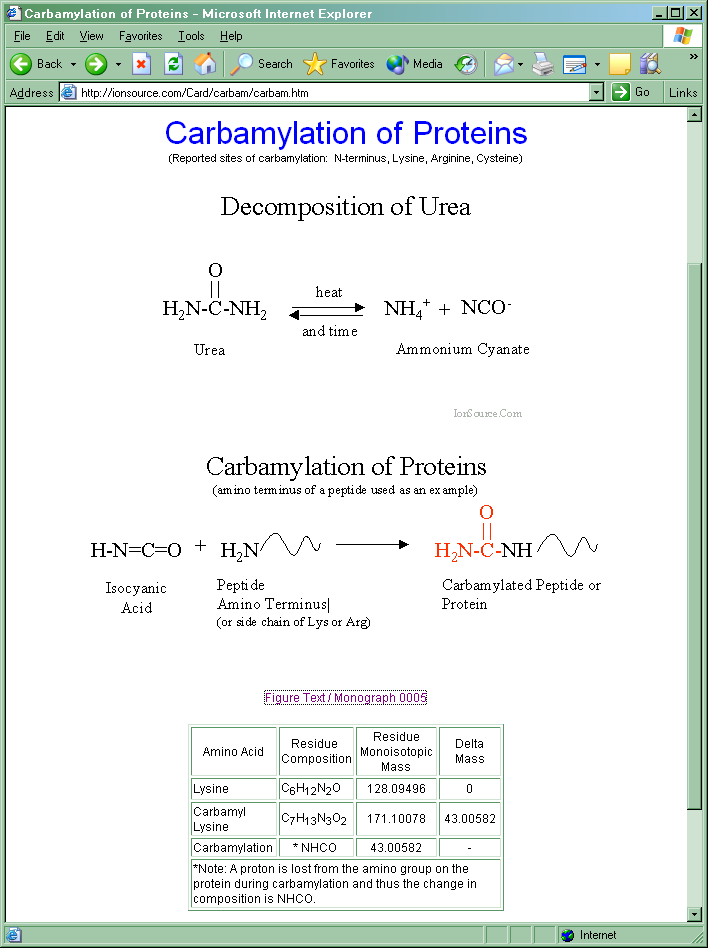 Carbamylation of Proteins - Microsoft Internet Explorer
File Edit View Favorites Tools Help
Back Search Favorites Media »
Address http://ionsource.com/Card/carbam/carbam.htm Go Links
Carbamylation of Proteins
(Reported sites of carbamylation: N-terminus, Lysine, Arginine, Cysteine)
Decomposition of Urea
O
||
H₂N-C-NH₂ heat NH₄⁺ + NCO⁻
and time
Urea Ammonium Cyanate
IonSource.Com
Carbamylation of Proteins
(amino terminus of a peptide used as an example)
O
||
H-N=C=O + H₂N H₂N-C-NH
Isocyanic Peptide Carbamylated Peptide or
Acid Amino Terminus| Protein
(or side chain of Lys or Arg)
Figure Text / Monograph 0005
Amino Acid Residue Composition Residue Monoisotopic Mass Delta Mass
Lysine C₆H₁₂N₂O 128.09496 0
Carbamyl Lysine C₇H₁₃N₃O₂ 171.10078 43.00582
Carbamylation * NHCO 43.00582 -
*Note: A proton is lost from the amino group on the
protein during carbamylation and thus the change in
composition is NHCO.
Internet